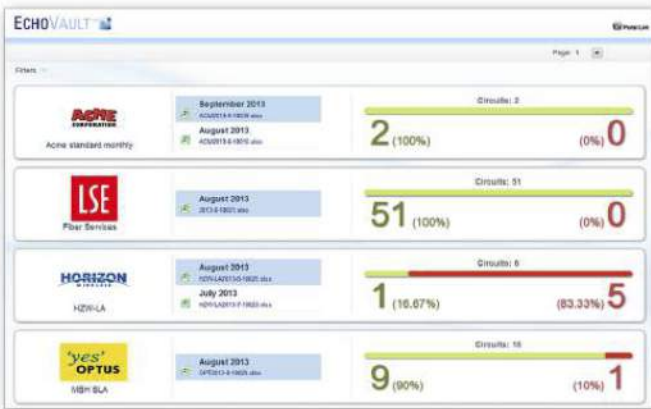 ECHOVAULT
Page: 1
Filters
ACME
CORPORATION
Acme standard monthly
September 2013
August 2013
Circuits: 2
2 (100%)
(0%) 0
LSE
Fiber Services
August 2013
Circuits: 51
51 (100%)
(0%) 0
HORIZON
WIRELESS
HZW-LA
August 2013
July 2013
Circuits: 6
1 (16.67%)
(83.33%) 5
'yes'
OPTUS
MBH BLA
August 2013
9 (90%)
(10%) 1